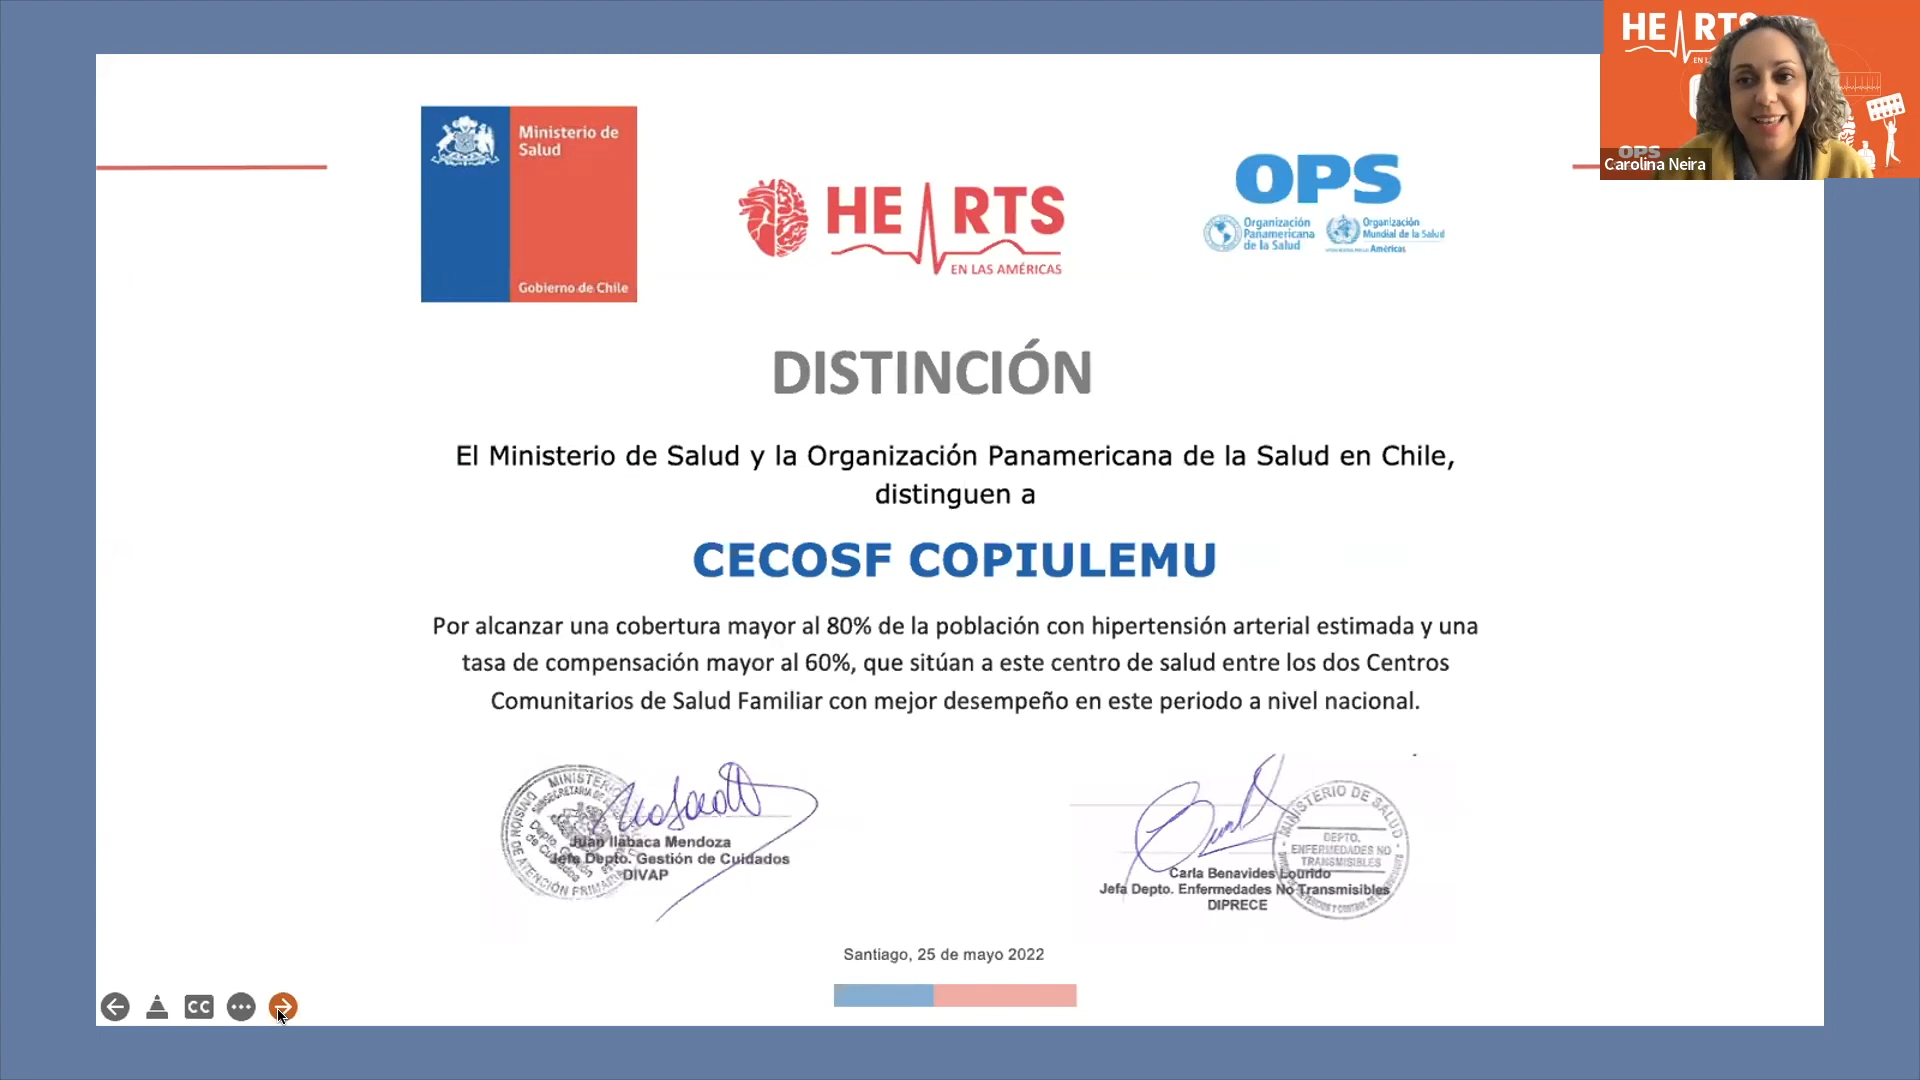 Ministerio de
Salud
Gobierno de Chile
HE RTS
EN LAS AMÉRICAS
OPS
Organización
Panamericana
de la Salud
Organización
Mundial de la Salud
Américas
HE RTS
OPS
Carolina Neira
DISTINCIÓN
El Ministerio de Salud y la Organización Panamericana de la Salud en Chile,
distinguen a
CECOSF COPIULEMU
Por alcanzar una cobertura mayor al 80% de la población con hipertensión arterial estimada y una
tasa de compensación mayor al 60%, que sitúan a este centro de salud entre los dos Centros
Comunitarios de Salud Familiar con mejor desempeño en este periodo a nivel nacional.
Juan Ilabaca Mendoza
Jefe Depto. Gestión de Cuidados
DIVAP
MINISTERIO DE SALUD
DEPTO.
ENFERMEDADES NO
TRANSMISIBLES
Carla Benavides Lourido
Jefa Depto. Enfermedades No Transmisibles
DIPRECE
Santiago, 25 de mayo 2022
CC